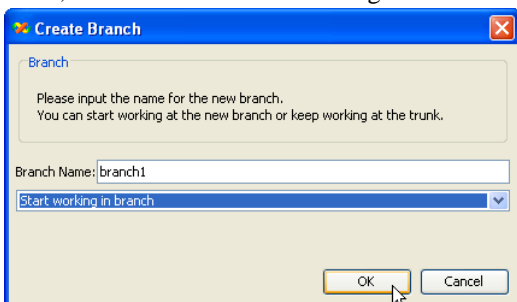 Create Branch
Branch
Please input the name for the new branch.
You can start working at the new branch or keep working at the trunk.
Branch Name: branch1
Start working in branch
OK Cancel